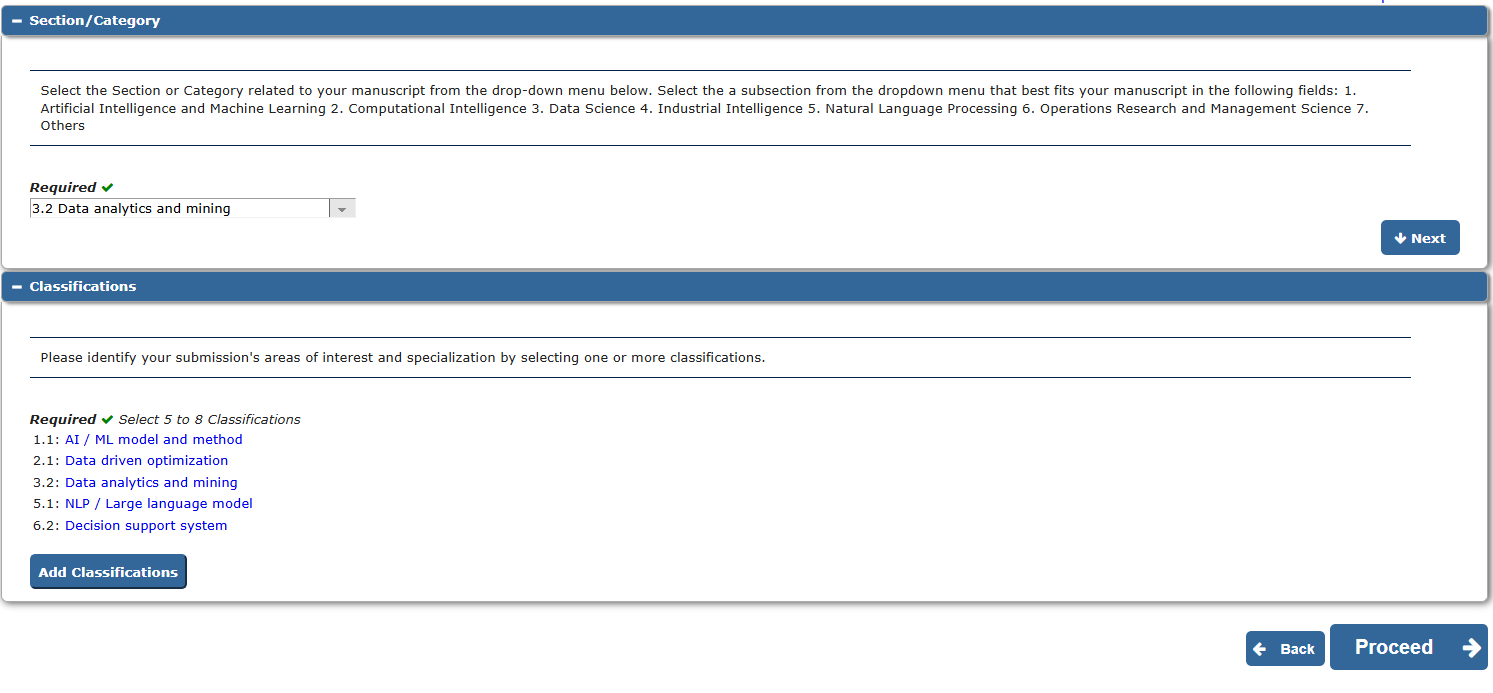 Section/Category
Select the Section or Category related to your manuscript from the drop-down menu below. Select the a subsection from the dropdown menu that best fits your manuscript in the following fields: 1.
Artificial Intelligence and Machine Learning 2. Computational Intelligence 3. Data Science 4. Industrial Intelligence 5. Natural Language Processing 6. Operations Research and Management Science 7.
Others
Required
3.2 Data analytics and mining
Next
Classifications
Please identify your submission's areas of interest and specialization by selecting one or more classifications.
Required Select 5 to 8 Classifications
1.1: AI / ML model and method
2.1: Data driven optimization
3.2: Data analytics and mining
5.1: NLP / Large language model
6.2: Decision support system
Add Classifications
Back
Proceed